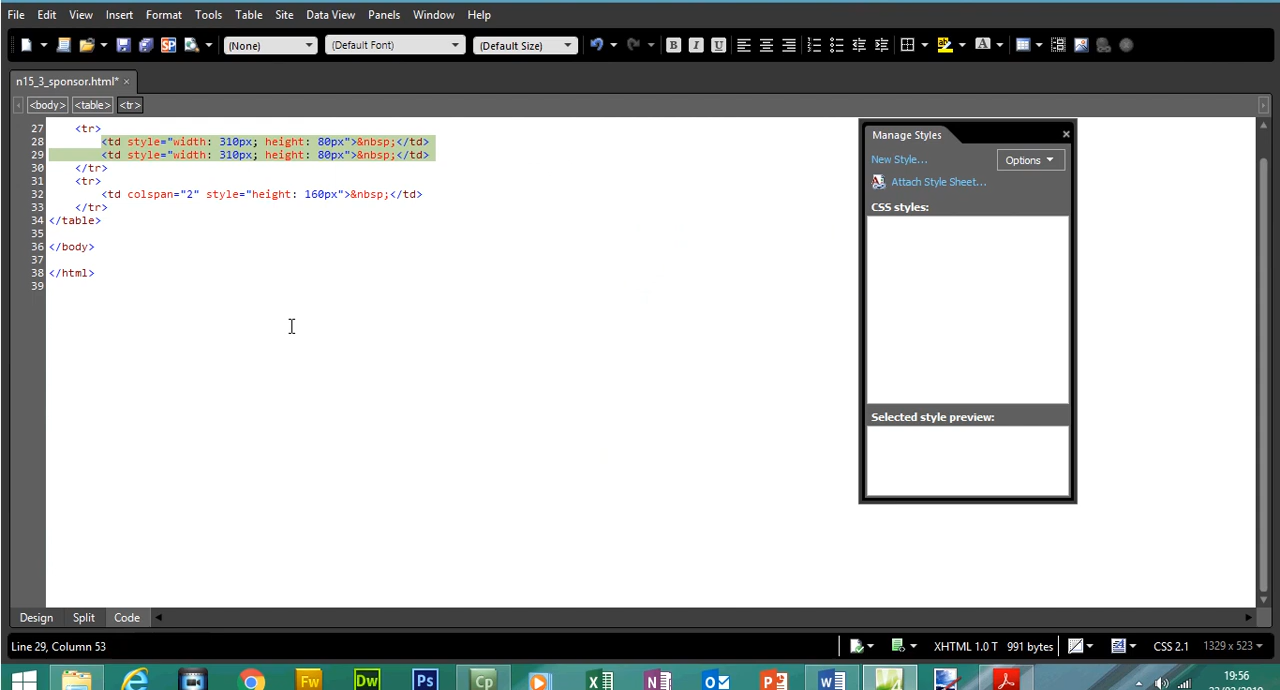 File Edit View Insert Format Tools Table Site Data View Panels Window Help
(None) (Default Font) (Default Size) B I U A
n15_3_sponsor.html* ×
<body> <table> <tr>
27 <tr>
28 <td style="width: 310px; height: 80px">&nbsp;</td>
29 <td style="width: 310px; height: 80px">&nbsp;</td>
30 </tr>
31 <tr>
32 <td colspan="2" style="height: 160px">&nbsp;</td>
33 </tr>
34 </table>
35
36 </body>
37
38 </html>
39
Manage Styles
New Style...
Options
Attach Style Sheet...
CSS styles:
Selected style preview:
Design Split Code
Line 29, Column 53
XHTML 1.0 T 991 bytes CSS 2.1 1329 x 523
Fw Dw Ps Cp 19:56